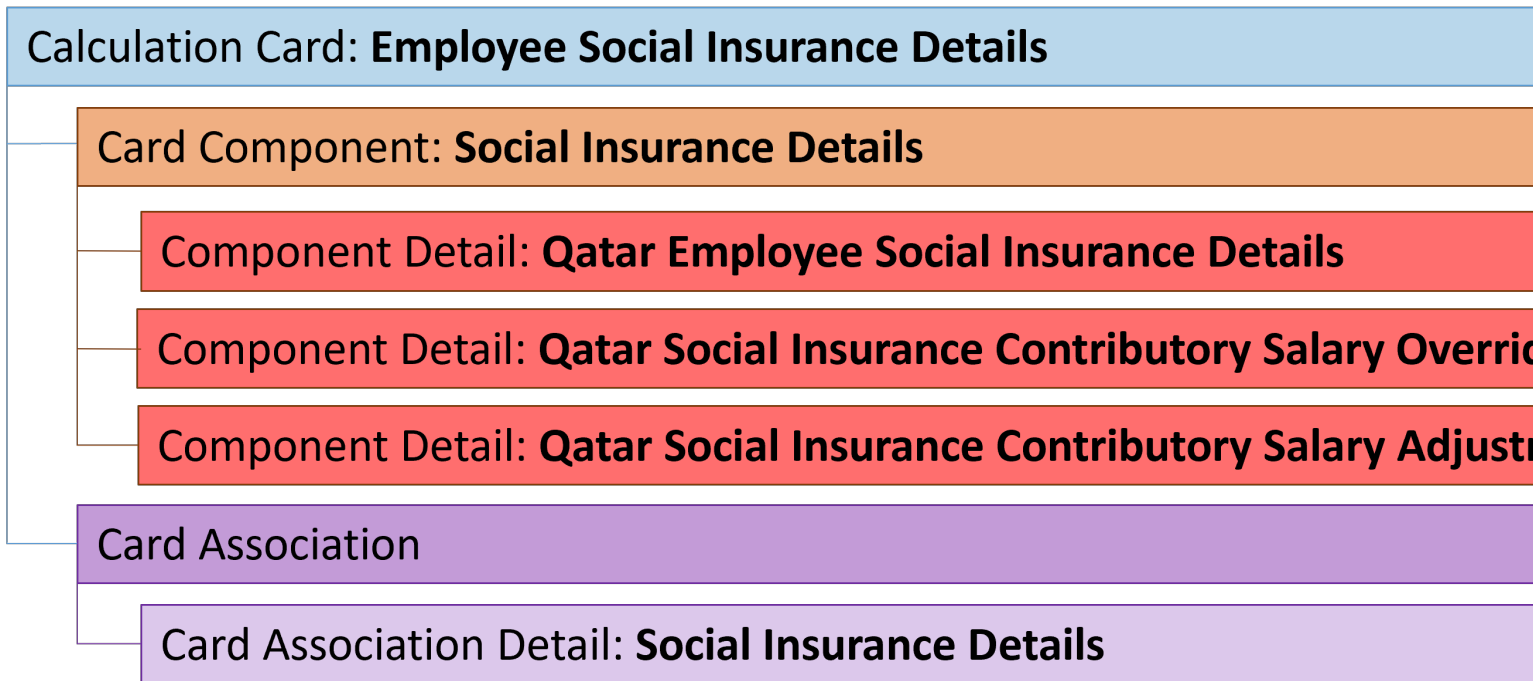 Calculation Card: Employee Social Insurance Details
Card Component: Social Insurance Details
Component Detail: Qatar Employee Social Insurance Details
Component Detail: Qatar Social Insurance Contributory Salary
Component Detail: Qatar Social Insurance Contributory Salary
Card Association
Card Association Detail: Social Insurance Details